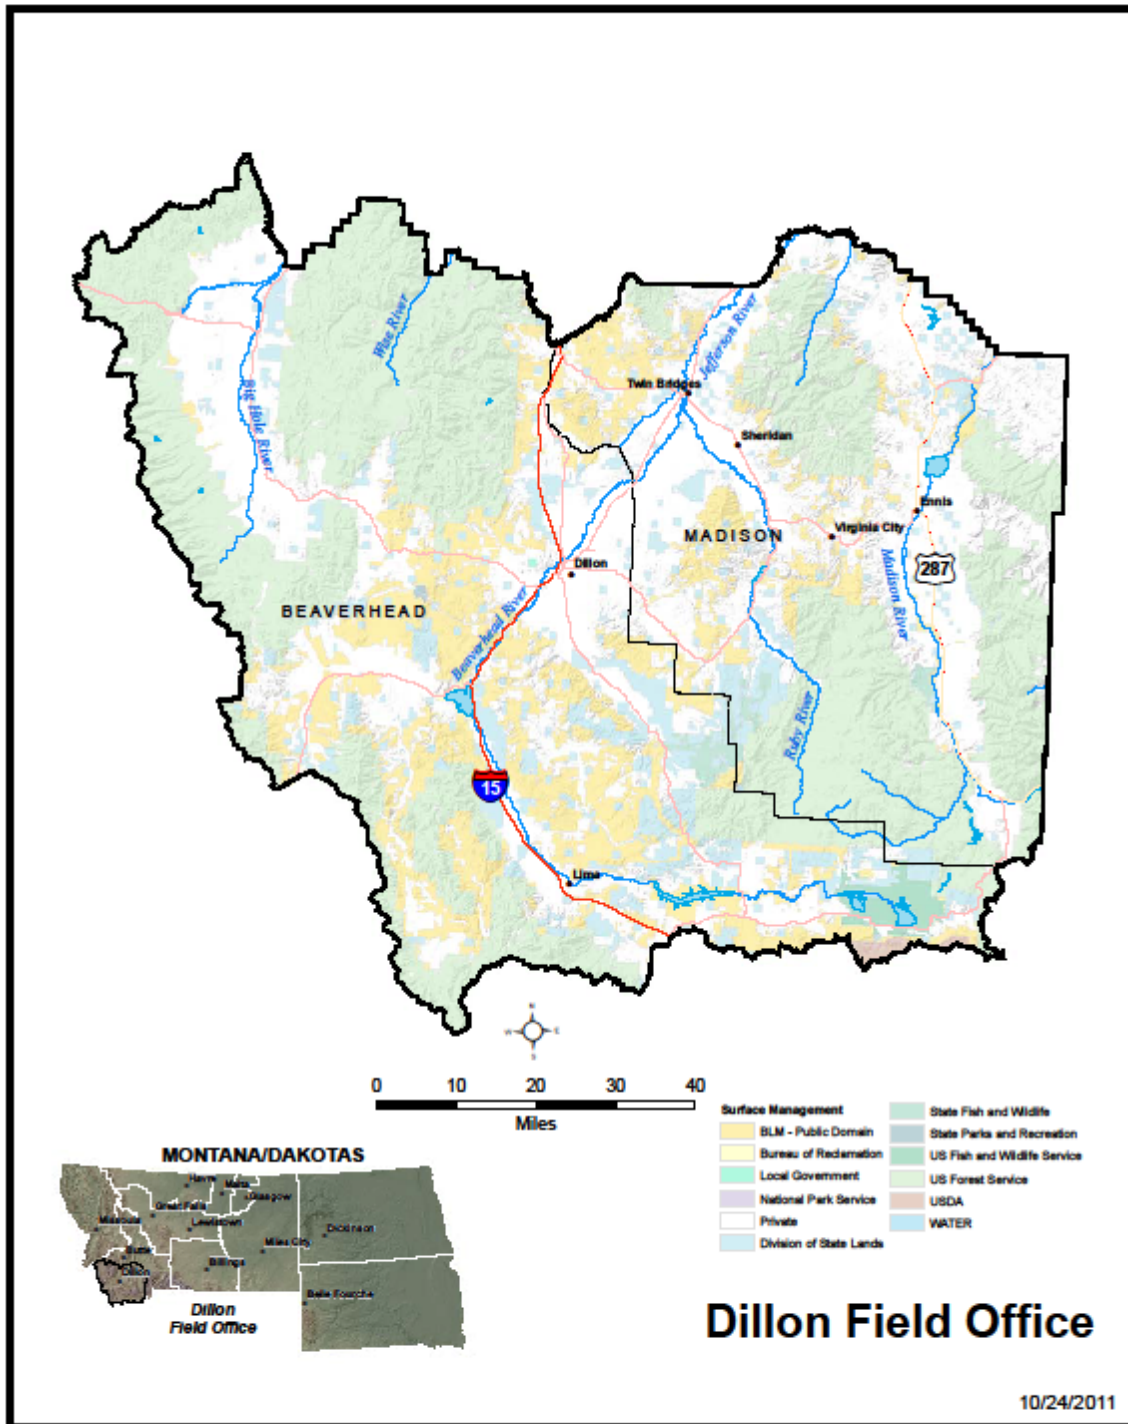 Wise River
Jefferson River
Twin Bridges
Big Hole River
Sheridan
Ennis
Virginia City
MADISON
287
Dillon
Madison River
BEAVERHEAD
Beaverhead River
Ruby River
15
Lima
N
W E
S
0 10 20 30 40
Miles
Surface Management
BLM - Public Domain
Bureau of Reclamation
Local Government
National Park Service
Private
Division of State Lands
State Fish and Wildlife
State Parks and Recreation
US Fish and Wildlife Service
US Forest Service
USDA
WATER
MONTANA/DAKOTAS
Havre
Malta
Glasgow
Great Falls
Missoula
Lewistown
Dickinson
Butte
Miles City
Billings
Dillon
Belle Fourche
Dillon
Field Office
Dillon Field Office
10/24/2011